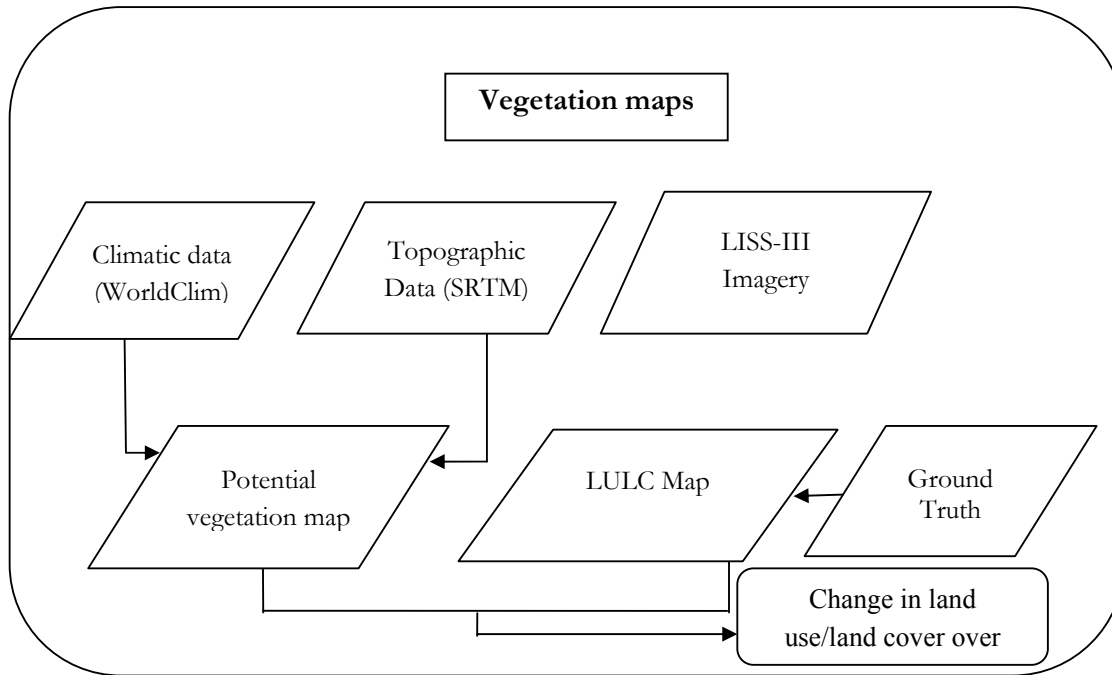 Vegetation maps
Climatic data
(WorldClim)
Topographic
Data (SRTM)
LISS-III
Imagery
Potential
vegetation map
LULC Map
Ground
Truth
Change in land
use/land cover over